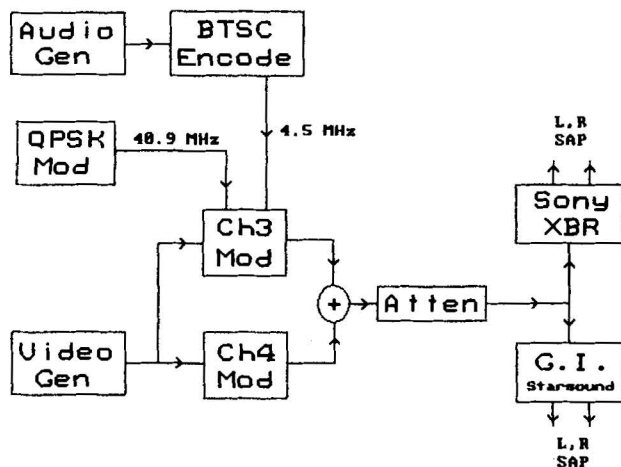 Audio
Gen
BTSC
Encode
QPSK
Mod
40.9 MHz
4.5 MHz
L,R
SAP
Sony
XBR
Ch3
Mod
+
Atten
Video
Gen
Ch4
Mod
G.I.
Starsound
L,R
SAP